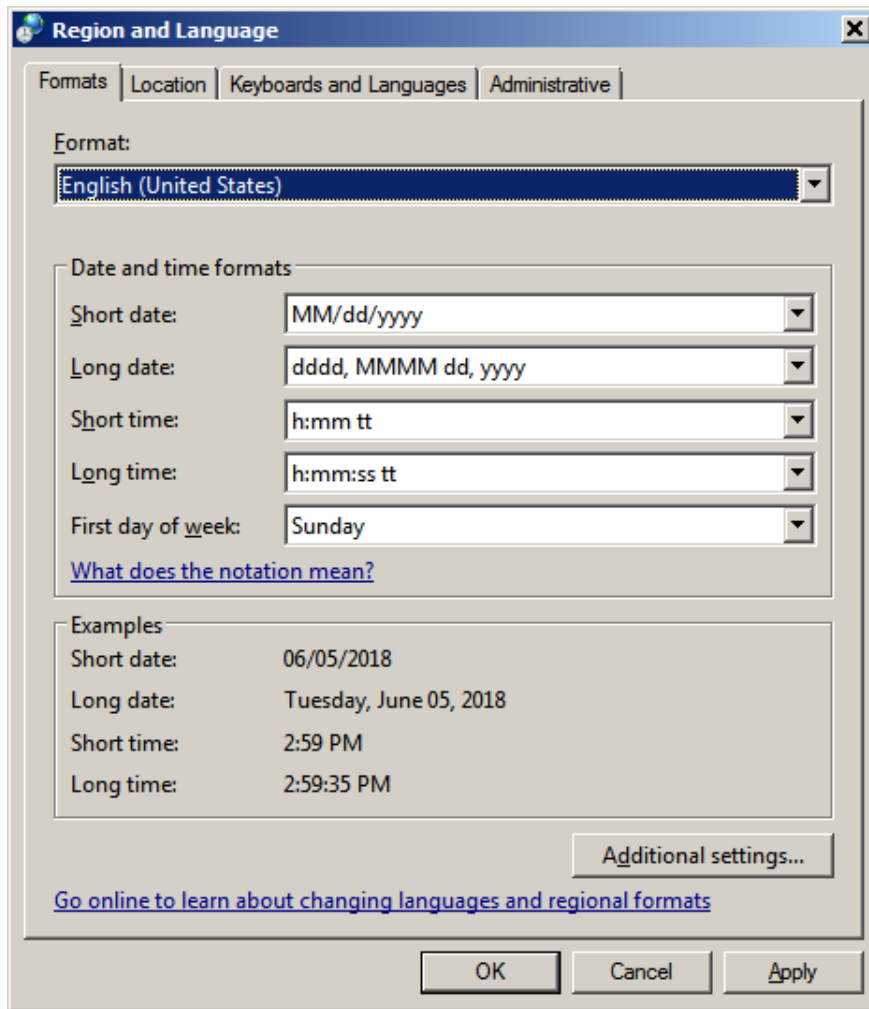 Region and Language
Formats Location Keyboards and Languages Administrative
Format:
English (United States)
Date and time formats
Short date: MM/dd/yyyy
Long date: dddd, MMMM dd, yyyy
Short time: h:mm tt
Long time: h:mm:ss tt
First day of week: Sunday
What does the notation mean?
Examples
Short date: 06/05/2018
Long date: Tuesday, June 05, 2018
Short time: 2:59 PM
Long time: 2:59:35 PM
Additional settings...
Go online to learn about changing languages and regional formats
OK Cancel Apply